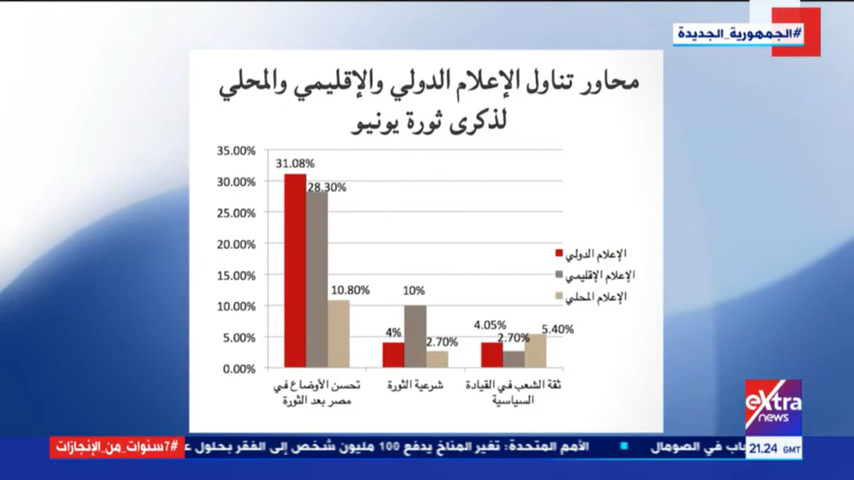 #الجمهورية_الجديدة
محاور تناول الإعلام الدولي والإقليمي والمحلي
لذكرى ثورة يونيو
35.00%
30.00%
25.00%
20.00%
15.00%
10.00%
5.00%
0.00%
31.08%
28.30%
10.80%
4%
10%
2.70%
4.05%
2.70%
5.40%
الإعلام الدولي
الإعلام الإقليمي
الإعلام المحلي
تحسن الأوضاع في
مصر بعد الثورة
شرعية الثورة
ثقة الشعب في القيادة
السياسية
extra
news
21.24 GMT
باب في الصومال ■ الأمم المتحدة: تغير المناخ يدفع 100 مليون شخص إلى الفقر بحلول
#7سنوات_من_الإنجازات